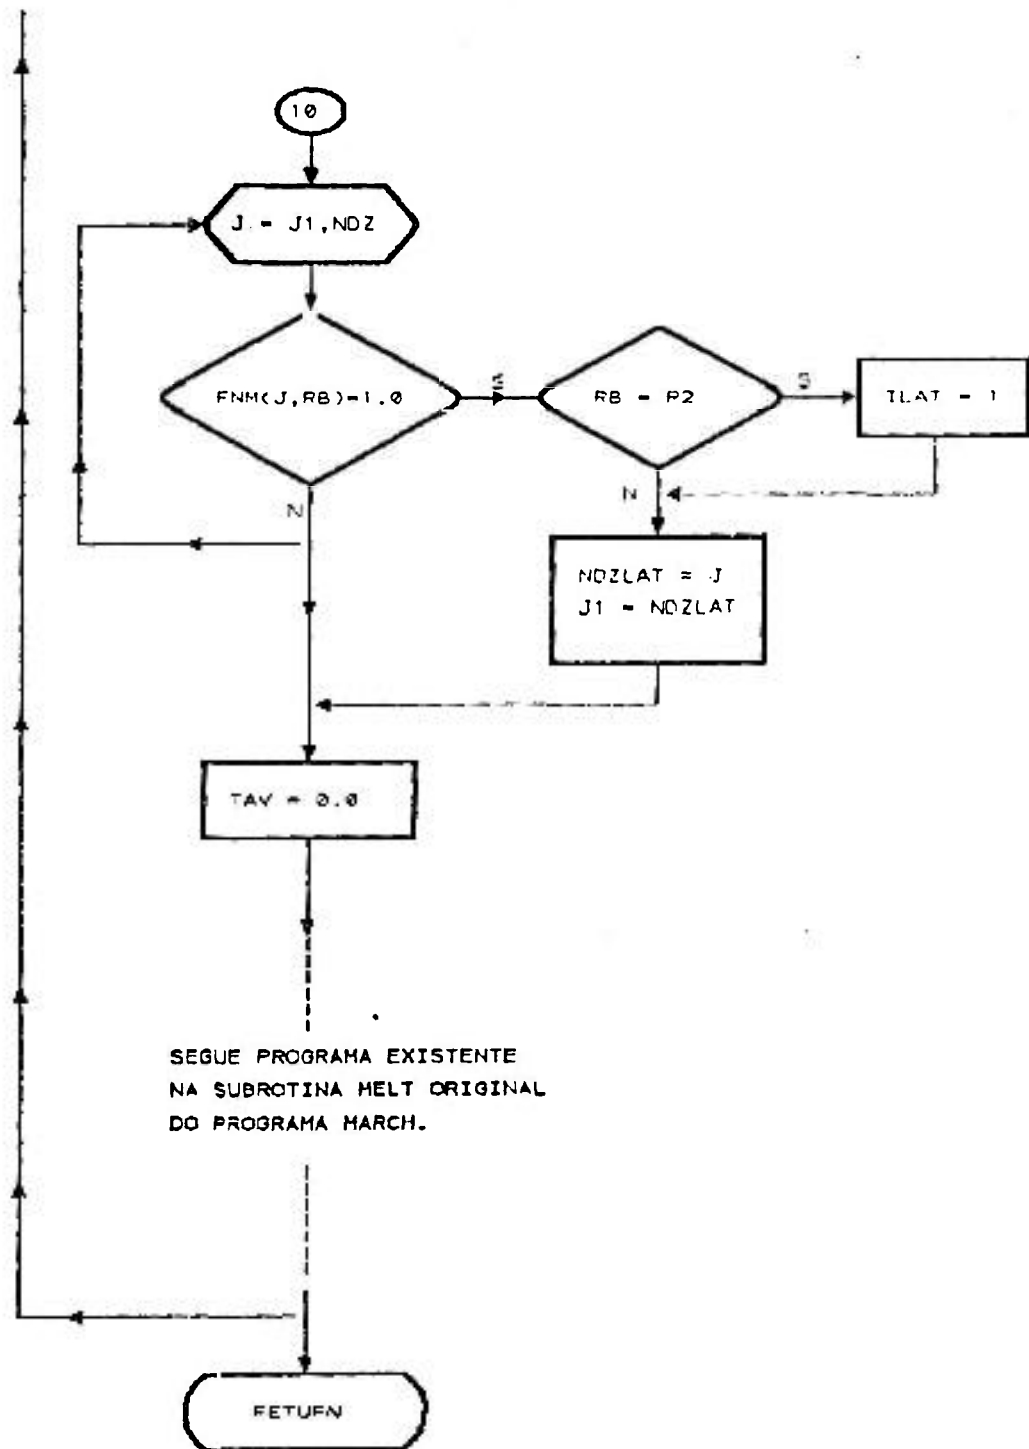 10
J = J1,NDZ
FNM(J,RB)=1.0
S
RB = R2
S
ILAT = 1
N
N
NDZLAT = J
J1 = NDZLAT
TAV = 0.0
SEGUE PROGRAMA EXISTENTE
NA SUBROTINA MELT ORIGINAL
DO PROGRAMA MARCH.
RETURN